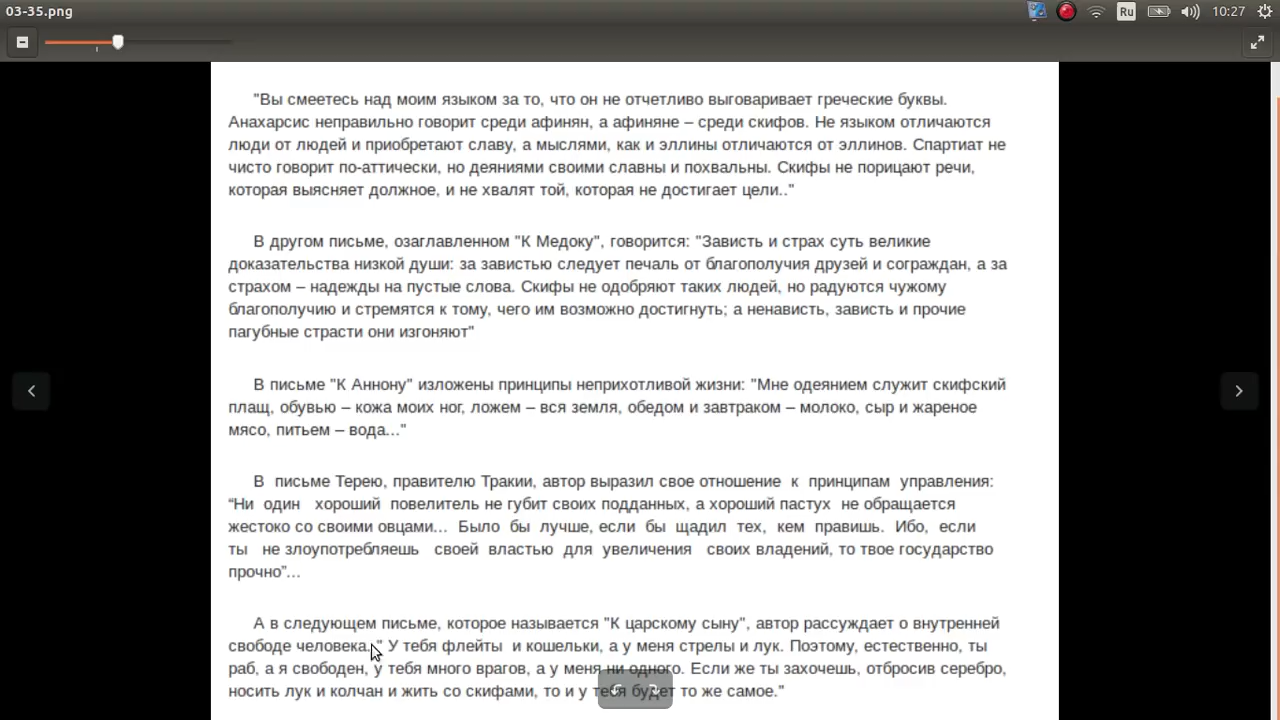 03-35.png
Ru
10:27
"Вы смеетесь над моим языком за то, что он не отчетливо выговаривает греческие буквы.
Анахарсис неправильно говорит среди афинян, а афиняне – среди скифов. Не языком отличаются
люди от людей и приобретают славу, а мыслями, как и эллины отличаются от эллинов. Спартиат не
чисто говорит по-аттически, но деяниями своими славны и похвальны. Скифы не порицают речи,
которая выясняет должное, и не хвалят той, которая не достигает цели.."
В другом письме, озаглавленном "К Медоку", говорится: "Зависть и страх суть великие
доказательства низкой души: за завистью следует печаль от благополучия друзей и сограждан, а за
страхом – надежды на пустые слова. Скифы не одобряют таких людей, но радуются чужому
благополучию и стремятся к тому, чего им возможно достигнуть; а ненависть, зависть и прочие
пагубные страсти они изгоняют"
В письме "К Аннону" изложены принципы неприхотливой жизни: "Мне одеянием служит скифский
плащ, обувью – кожа моих ног, ложем – вся земля, обедом и завтраком – молоко, сыр и жареное
мясо, питьем – вода..."
В письме Терею, правителю Тракии, автор выразил свое отношение к принципам управления:
“Ни один хороший повелитель не губит своих подданных, а хороший пастух не обращается
жестоко со своими овцами... Было бы лучше, если бы щадил тех, кем правишь. Ибо, если
ты не злоупотребляешь своей властью для увеличения своих владений, то твое государство
прочно”...
А в следующем письме, которое называется "К царскому сыну", автор рассуждает о внутренней
свободе человека.." У тебя флейты и кошельки, а у меня стрелы и лук. Поэтому, естественно, ты
раб, а я свободен, у тебя много врагов, а у меня ни одного. Если же ты захочешь, отбросив серебро,
носить лук и колчан и жить со скифами, то и у тебя будет то же самое."